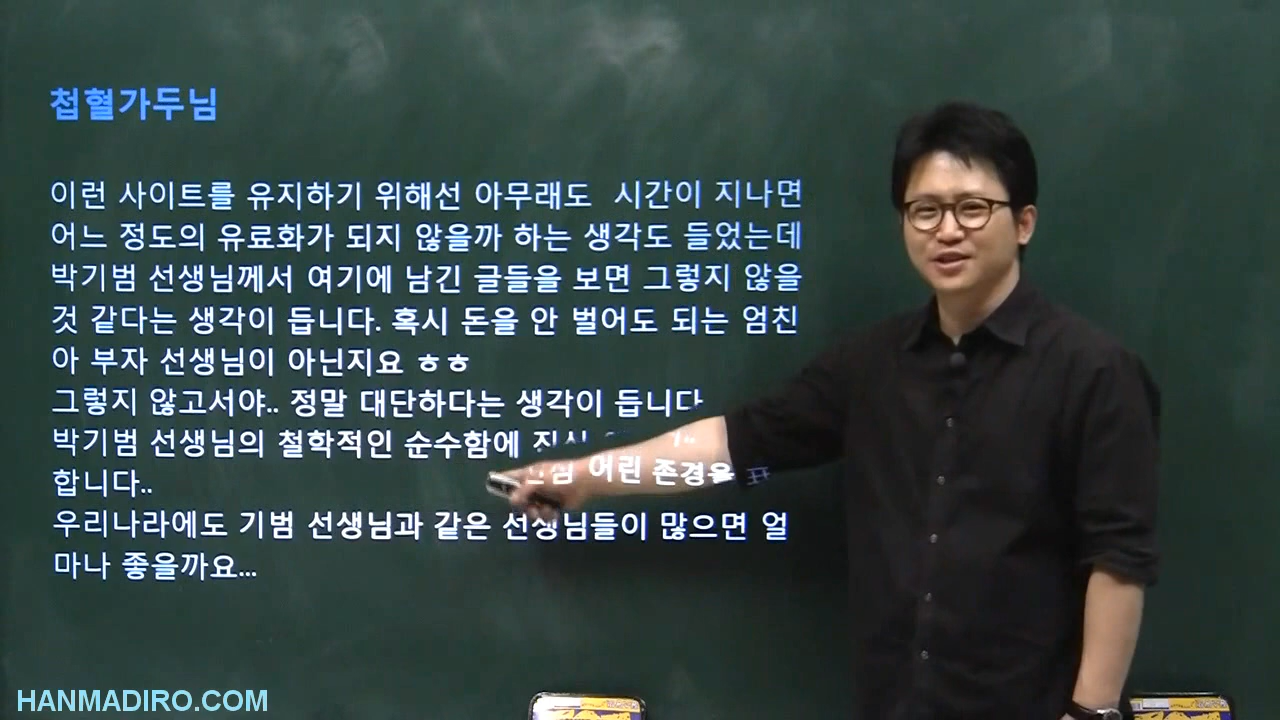 첩혈가두님
이런 사이트를 유지하기 위해선 아무래도 시간이 지나면
어느 정도의 유료화가 되지 않을까 하는 생각도 들었는데
박기범 선생님께서 여기에 남긴 글들을 보면 그렇지 않을
것 같다는 생각이 듭니다. 혹시 돈을 안 벌어도 되는 엄친
아 부자 선생님이 아닌지요 ㅎㅎ
그렇지 않고서야.. 정말 대단하다는 생각이 듭니다
박기범 선생님의 철학적인 순수함에 진심 어린 존경을 표
합니다..
우리나라에도 기범 선생님과 같은 선생님들이 많으면 얼
마나 좋을까요...
HANMADIRO.COM